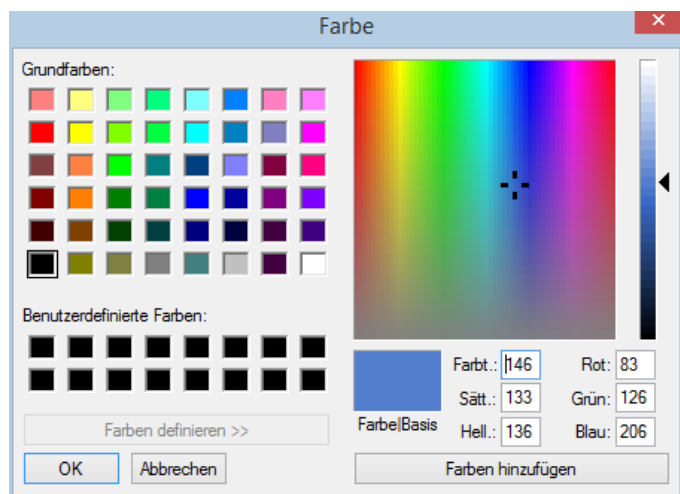 Farbe
Grundfarben:
Benutzerdefinierte Farben:
Farben definieren >>
OK
Abbrechen
Farbe|Basis
Farbt.: 146
Sätt.: 133
Hell.: 136
Rot: 83
Grün: 126
Blau: 206
Farben hinzufügen